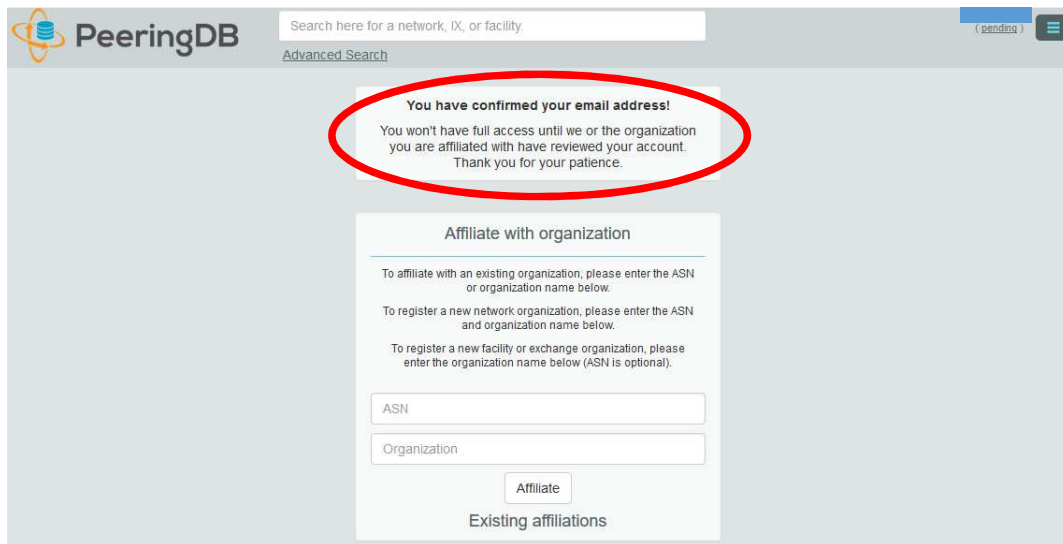 PeeringDB
Search here for a network, IX, or facility.
Advanced Search
( pending )
You have confirmed your email address!
You won't have full access until we or the organization
you are affiliated with have reviewed your account.
Thank you for your patience.
Affiliate with organization
To affiliate with an existing organization, please enter the ASN
or organization name below.
To register a new network organization, please enter the ASN
and organization name below.
To register a new facility or exchange organization, please
enter the organization name below (ASN is optional).
ASN
Organization
Affiliate
Existing affiliations